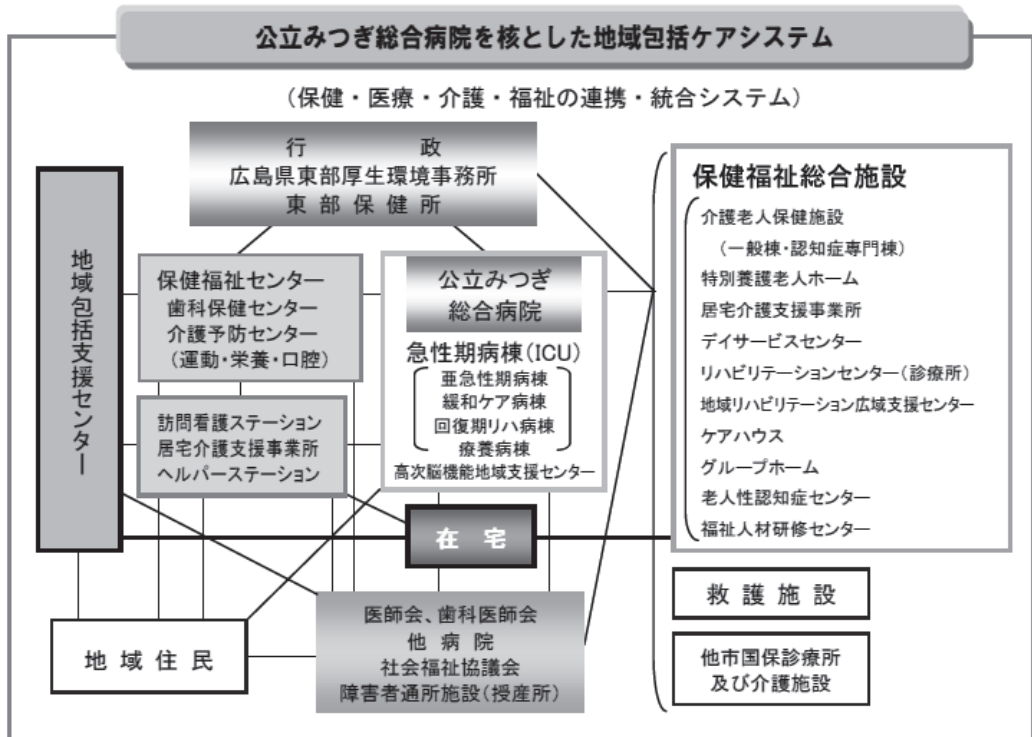 公立みつぎ総合病院を核とした地域包括ケアシステム
（保健・医療・介護・福祉の連携・統合システム）
行政
広島県東部厚生環境事務所
東部保健所
地域包括支援センター
保健福祉センター
歯科保健センター
介護予防センター
（運動・栄養・口腔）
訪問看護ステーション
居宅介護支援事業所
ヘルパーステーション
公立みつぎ
総合病院
急性期病棟（ICU）
亜急性期病棟
緩和ケア病棟
回復期リハ病棟
療養病棟
高次脳機能地域支援センター
在宅
地域住民
医師会、歯科医師会
他病院
社会福祉協議会
障害者通所施設（授産所）
保健福祉総合施設
介護老人保健施設
（一般棟・認知症専門棟）
特別養護老人ホーム
居宅介護支援事業所
デイサービスセンター
リハビリテーションセンター（診療所）
地域リハビリテーション広域支援センター
ケアハウス
グループホーム
老人性認知症センター
福祉人材研修センター
救護施設
他市国保診療所
及び介護施設